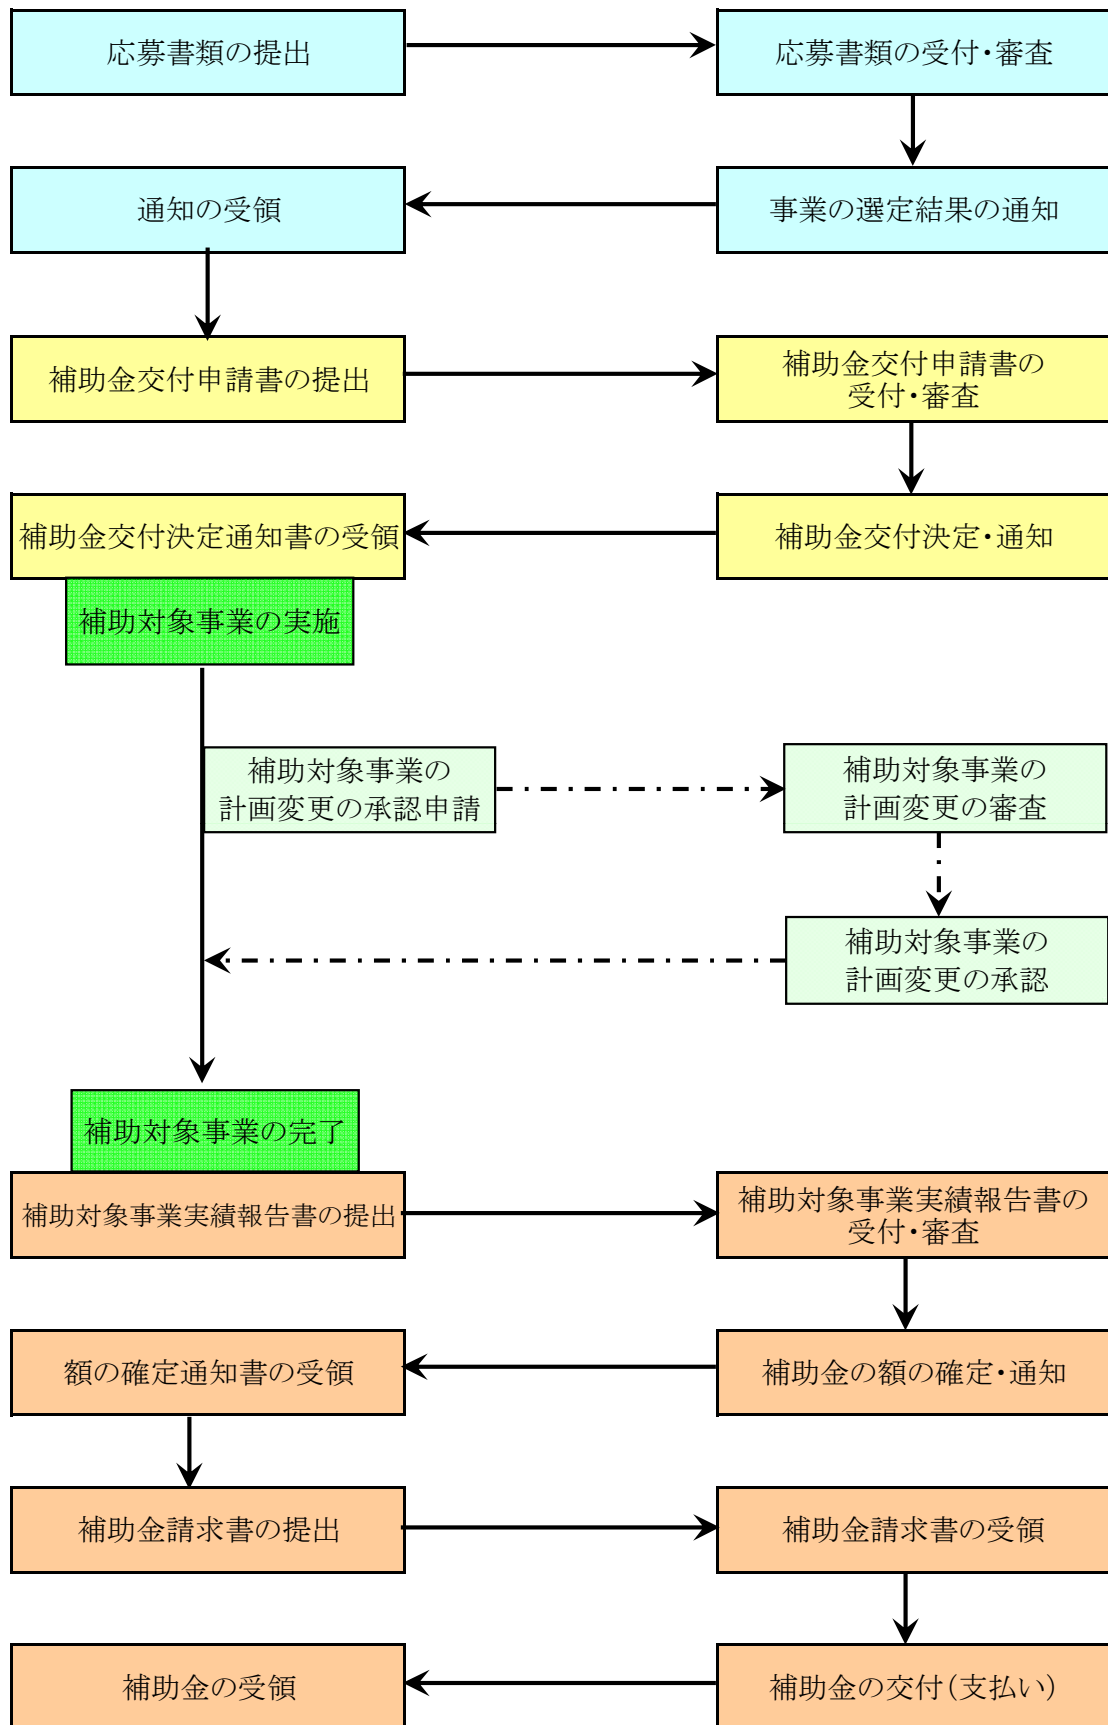 応募書類の提出
応募書類の受付・審査
通知の受領
事業の選定結果の通知
補助金交付申請書の提出
補助金交付申請書の
受付・審査
補助金交付決定通知書の受領
補助金交付決定・通知
補助対象事業の実施
補助対象事業の
計画変更の承認申請
補助対象事業の
計画変更の審査
補助対象事業の
計画変更の承認
補助対象事業の完了
補助対象事業実績報告書の提出
補助対象事業実績報告書の
受付・審査
額の確定通知書の受領
補助金の額の確定・通知
補助金請求書の提出
補助金請求書の受領
補助金の受領
補助金の交付（支払い）